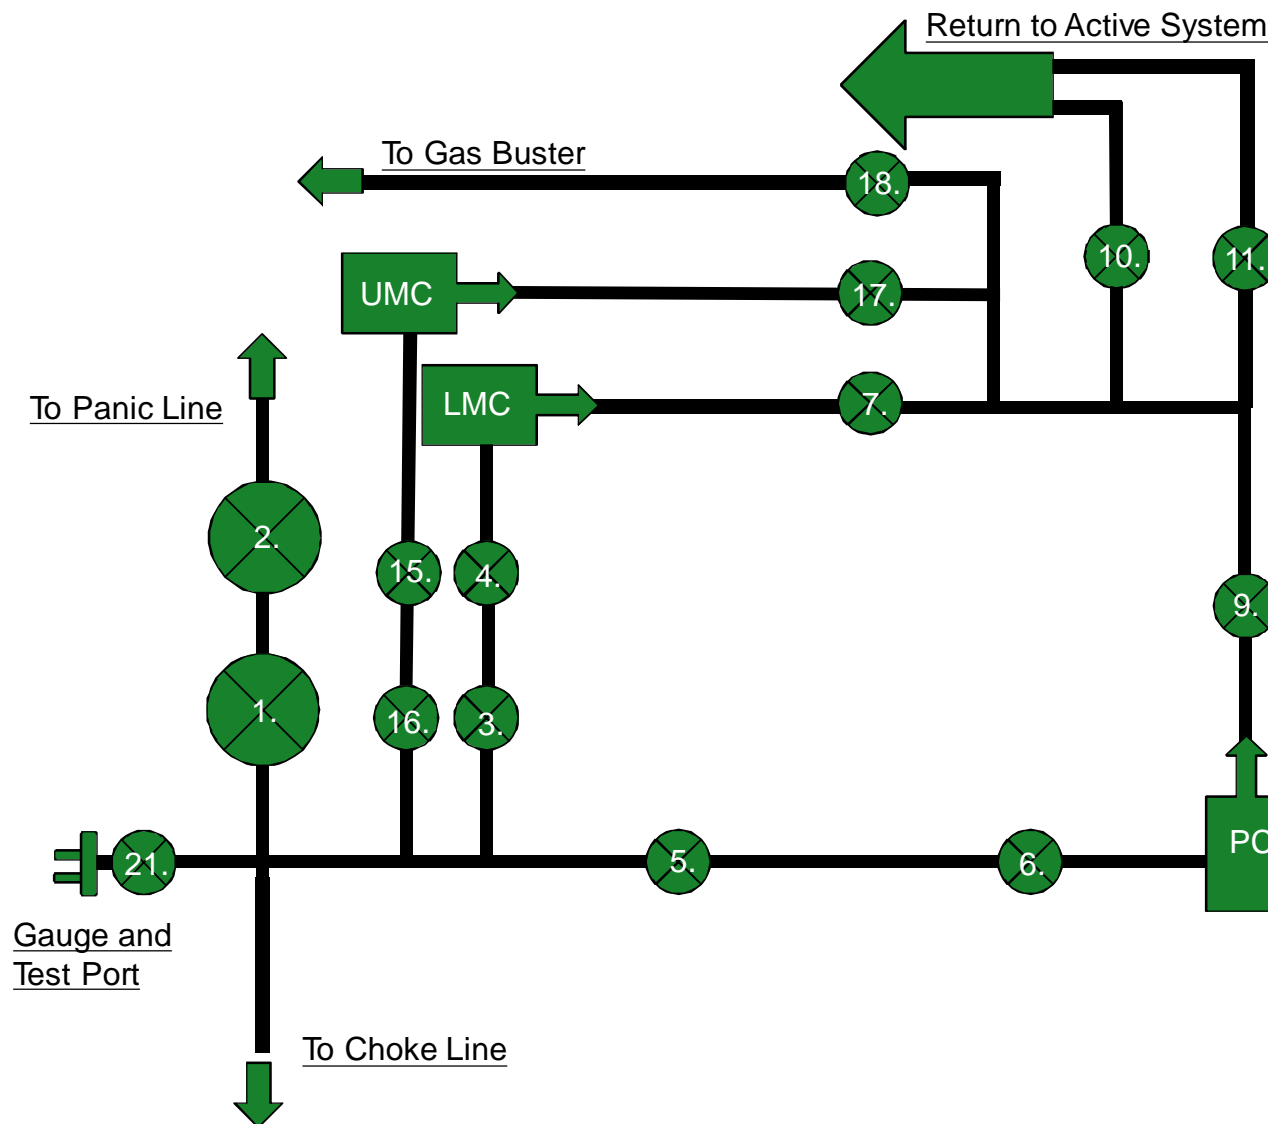 Return to Active System
To Gas Buster
18.
10.
11.
UMC
17.
To Panic Line
LMC
7.
2.
15.
4.
9.
1.
16.
3.
PC
21.
5.
6.
Gauge and
Test Port
To Choke Line